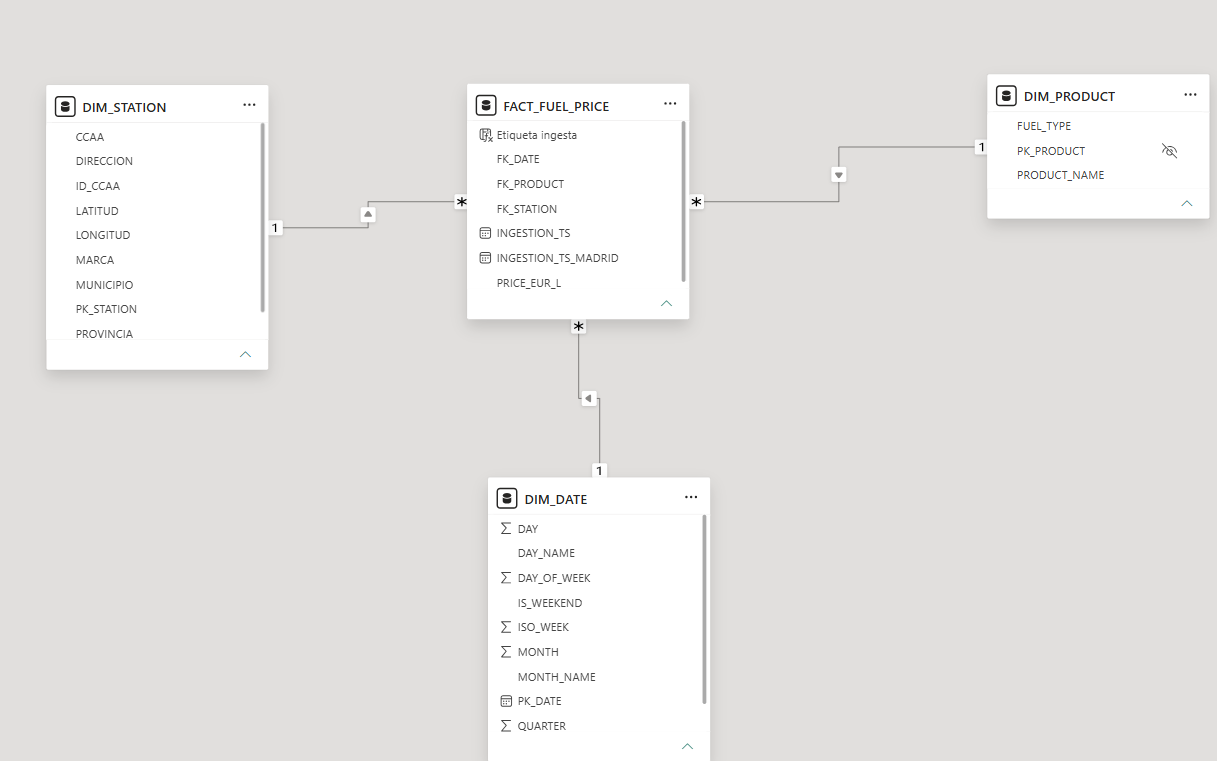 DIM_STATION
CCAA
DIRECCION
ID_CCAA
LATITUD
LONGITUD
MARCA
MUNICIPIO
PK_STATION
PROVINCIA
1
*
FACT_FUEL_PRICE
Etiqueta ingesta
FK_DATE
FK_PRODUCT
FK_STATION
INGESTION_TS
INGESTION_TS_MADRID
PRICE_EUR_L
*
1
DIM_PRODUCT
FUEL_TYPE
PK_PRODUCT
PRODUCT_NAME
*
1
DIM_DATE
DAY
DAY_NAME
DAY_OF_WEEK
IS_WEEKEND
ISO_WEEK
MONTH
MONTH_NAME
PK_DATE
QUARTER